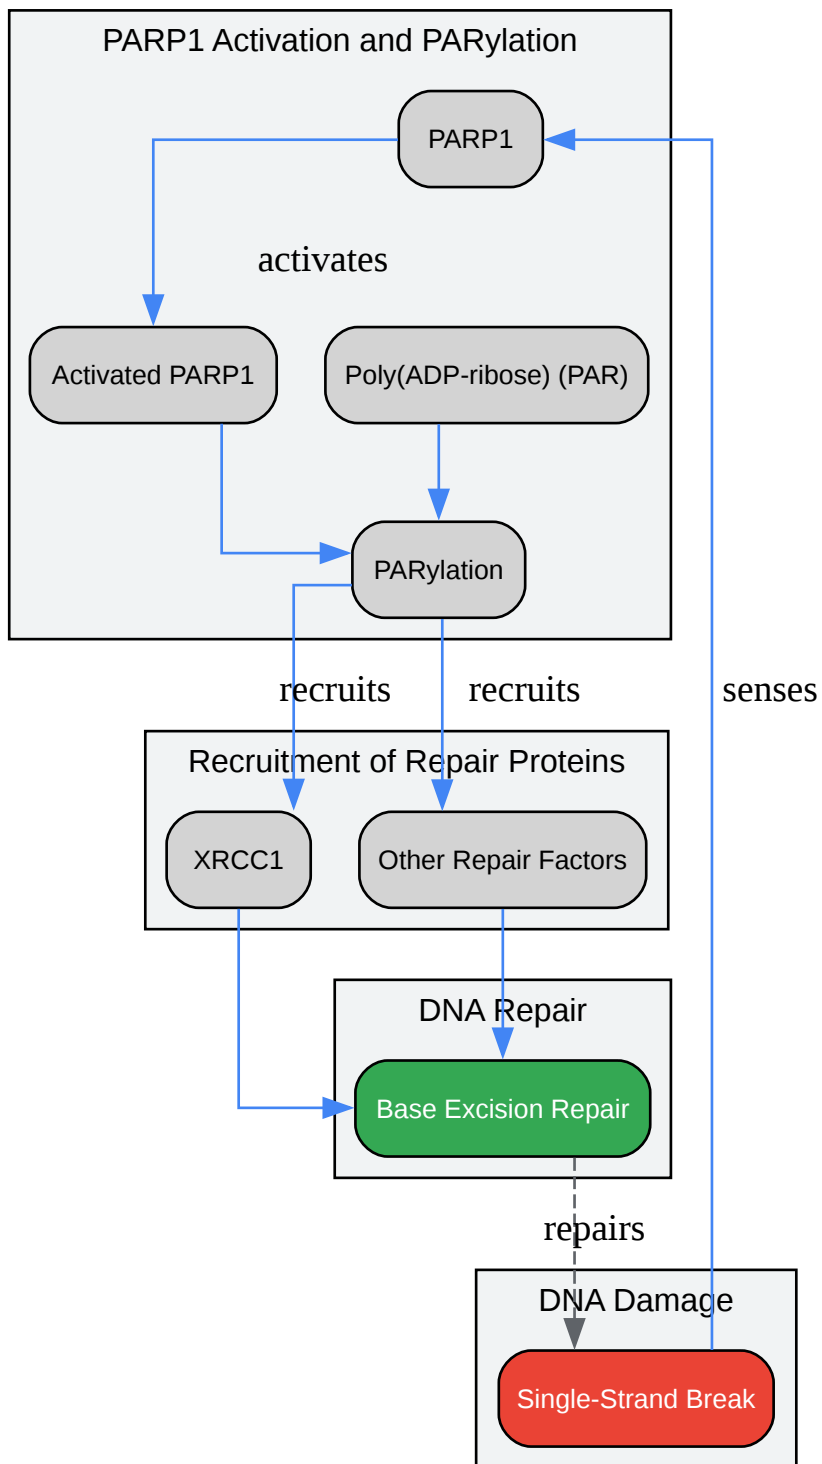 PARP1 Activation and PARylation
PARP1
activates
Activated PARP1
Poly(ADP-ribose) (PAR)
PARylation
recruits
recruits
senses
Recruitment of Repair Proteins
XRCC1
Other Repair Factors
DNA Repair
Base Excision Repair
repairs
DNA Damage
Single-Strand Break